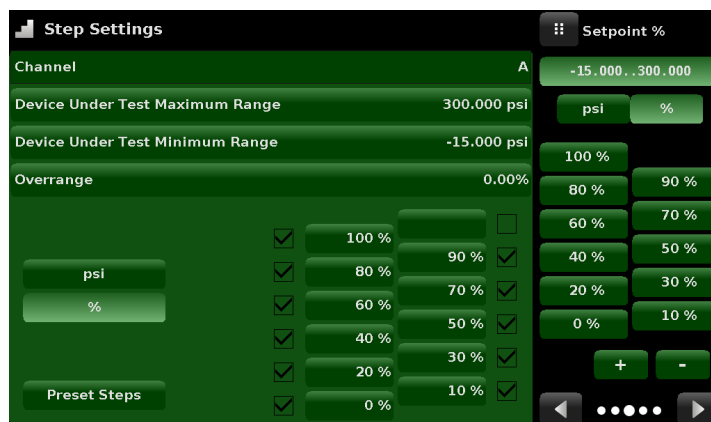 Step Settings
Channel A
Device Under Test Maximum Range 300.000 psi
Device Under Test Minimum Range -15.000 psi
Overrange 0.00%
psi
%
Preset Steps
100 %
90 %
80 %
70 %
60 %
50 %
40 %
30 %
20 %
10 %
0 %
Setpoint %
-15.000..300.000
psi %
100 %
90 %
80 %
70 %
60 %
50 %
40 %
30 %
20 %
10 %
0 %
+ -